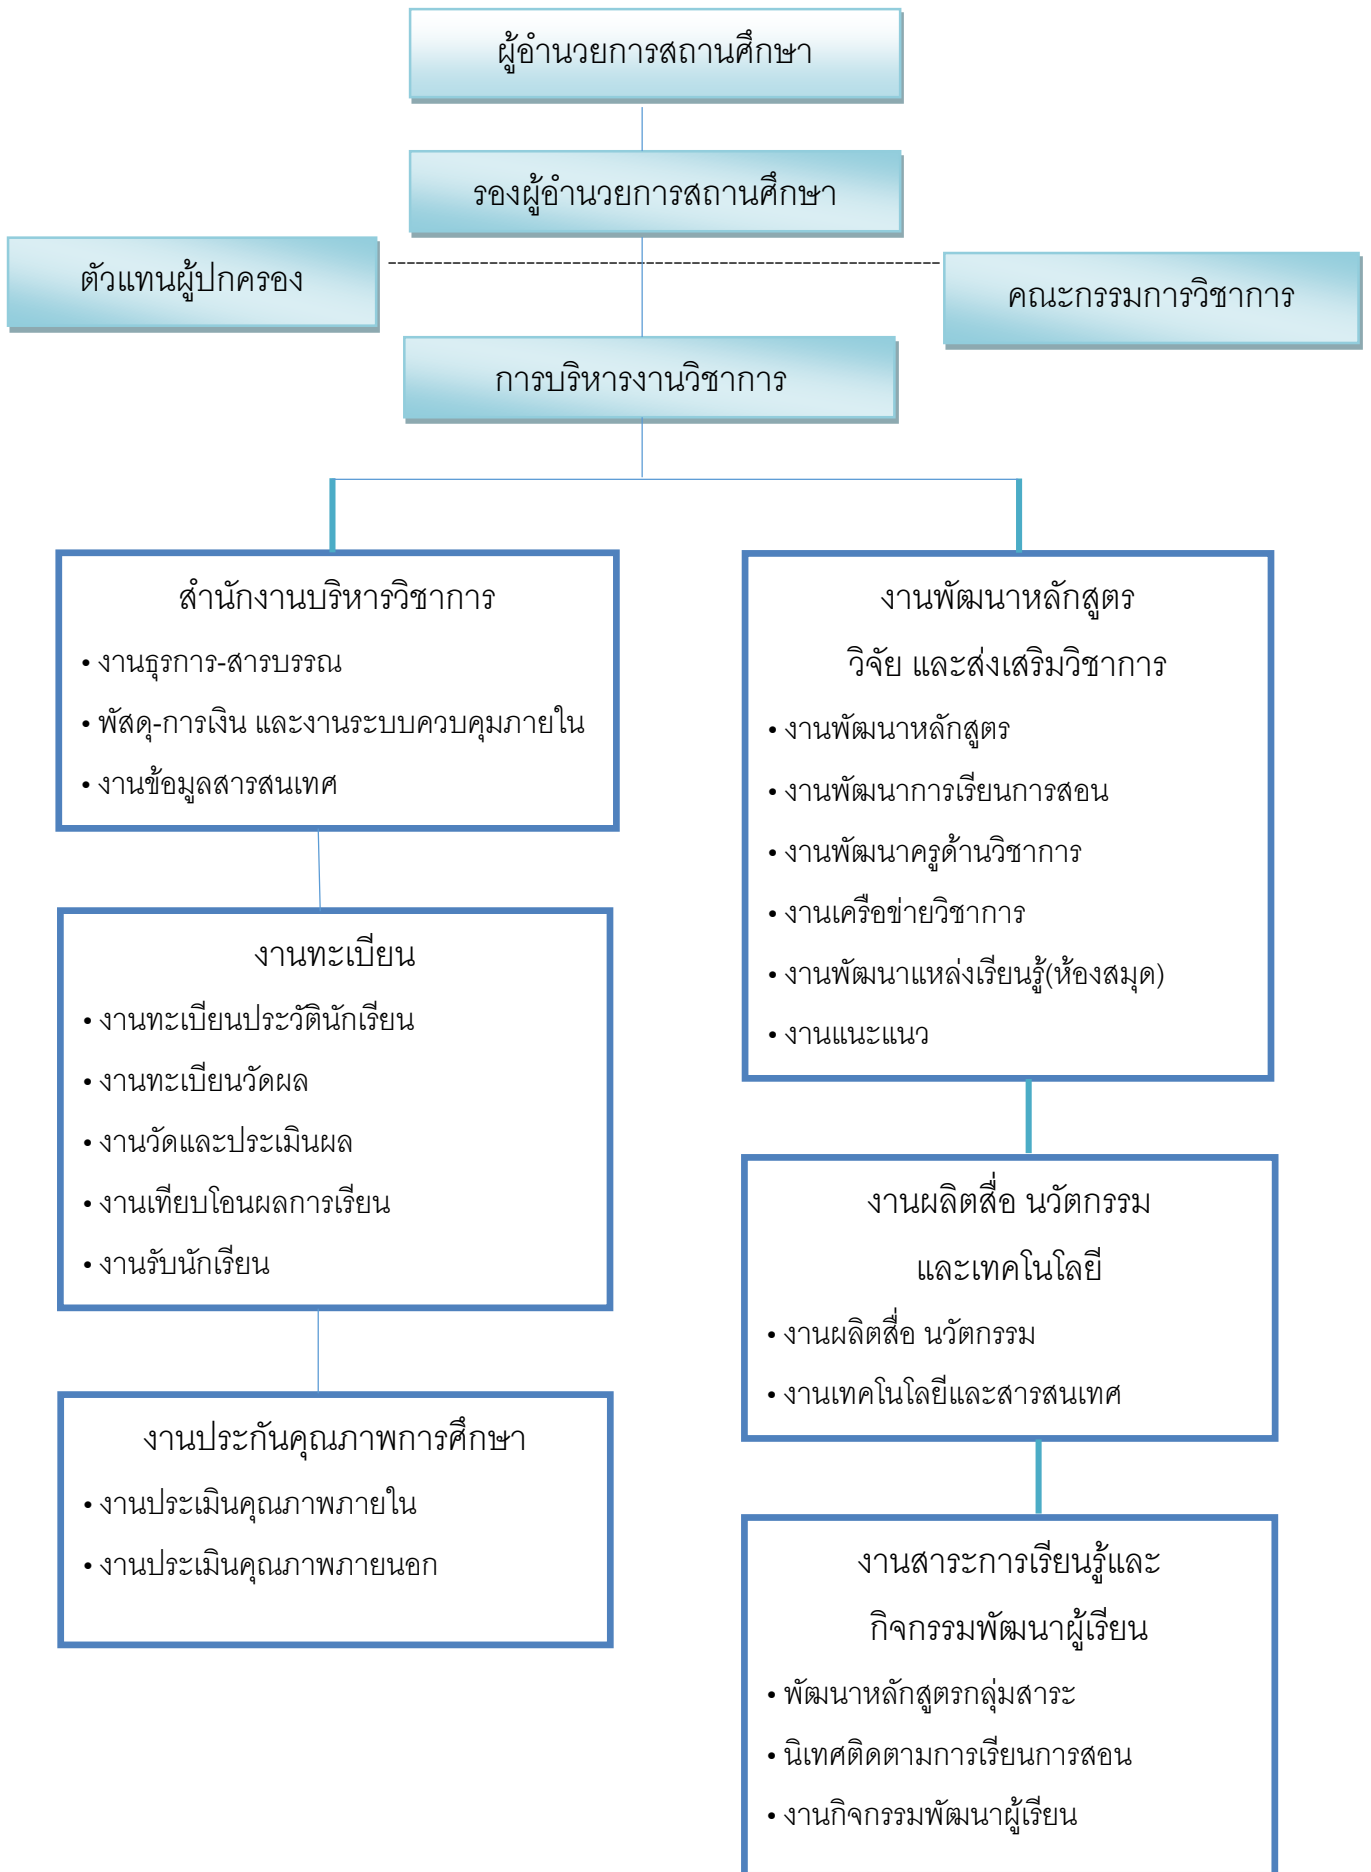 ผู้อำนวยการสถานศึกษา
รองผู้อำนวยการสถานศึกษา
ตัวแทนผู้ปกครอง
คณะกรรมการวิชาการ
การบริหารงานวิชาการ
สำนักงานบริหารวิชาการ
• งานธุรการ-สารบรรณ
• พัสดุ-การเงิน และงานระบบควบคุมภายใน
• งานข้อมูลสารสนเทศ
งานทะเบียน
• งานทะเบียนประวัตินักเรียน
• งานทะเบียนวัดผล
• งานวัดและประเมินผล
• งานเทียบโอนผลการเรียน
• งานรับนักเรียน
งานประกันคุณภาพการศึกษา
• งานประเมินคุณภาพภายใน
• งานประเมินคุณภาพภายนอก
งานพัฒนาหลักสูตร
วิจัย และส่งเสริมวิชาการ
• งานพัฒนาหลักสูตร
• งานพัฒนาการเรียนการสอน
• งานพัฒนาครูด้านวิชาการ
• งานเครือข่ายวิชาการ
• งานพัฒนาแหล่งเรียนรู้(ห้องสมุด)
• งานแนะแนว
งานผลิตสื่อ นวัตกรรม
และเทคโนโลยี
• งานผลิตสื่อ นวัตกรรม
• งานเทคโนโลยีและสารสนเทศ
งานสาระการเรียนรู้และ
กิจกรรมพัฒนาผู้เรียน
• พัฒนาหลักสูตรกลุ่มสาระ
• นิเทศติดตามการเรียนการสอน
• งานกิจกรรมพัฒนาผู้เรียน